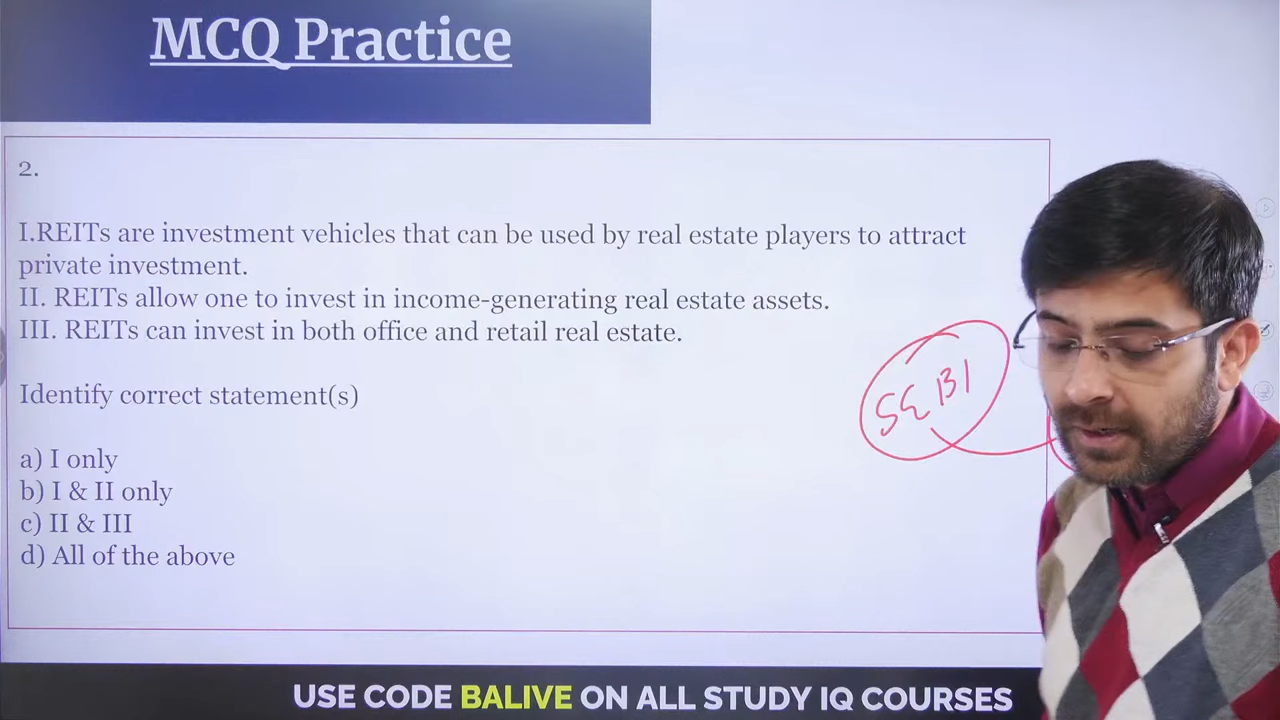 MCQ Practice
2.
I.REITs are investment vehicles that can be used by real estate players to attract
private investment.
II. REITs allow one to invest in income-generating real estate assets.
III. REITs can invest in both office and retail real estate.
SEBI
Identify correct statement(s)
a) I only
b) I & II only
c) II & III
d) All of the above
USE CODE BALIVE ON ALL STUDY IQ COURSES